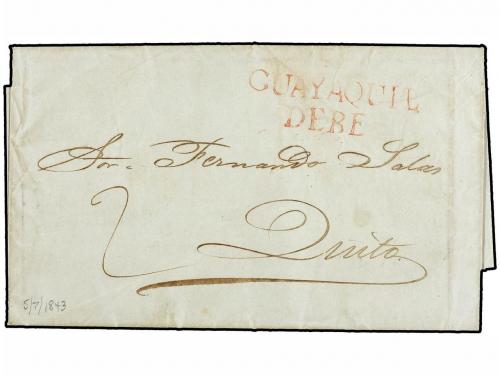 GUAYAQUIL
DEBE
Sor. Fernando Salas
2 Quito.
5/7/1843